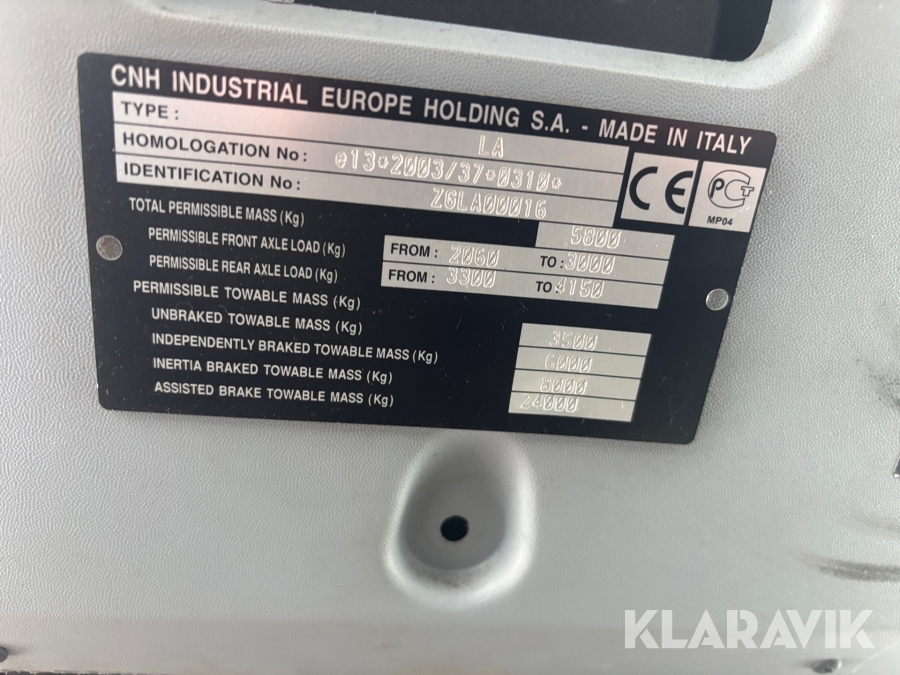 CNH INDUSTRIAL EUROPE HOLDING S.A. - MADE IN ITALY
TYPE : LA
HOMOLOGATION No : e13*2003/37*0310*
IDENTIFICATION No : Z6LA00016
CE PCT MP04
TOTAL PERMISSIBLE MASS (Kg) 5800
PERMISSIBLE FRONT AXLE LOAD (Kg) FROM : 2060 TO : 3000
PERMISSIBLE REAR AXLE LOAD (Kg) FROM : 3300 TO : 4150
PERMISSIBLE TOWABLE MASS (Kg)
UNBRAKED TOWABLE MASS (Kg) 3500
INDEPENDENTLY BRAKED TOWABLE MASS (Kg) 6000
INERTIA BRAKED TOWABLE MASS (Kg) 8000
ASSISTED BRAKE TOWABLE MASS (Kg) 24000
KLARAVIK